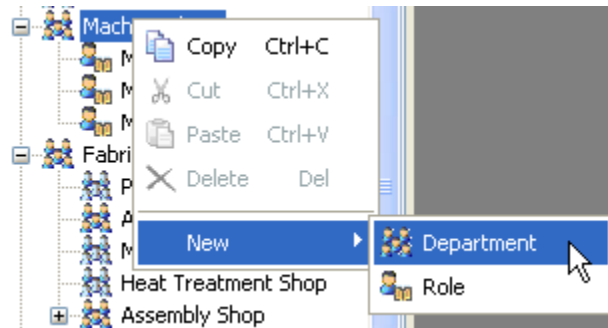 Mach
Copy Ctrl+C
M
M
Cut Ctrl+X
M
Paste Ctrl+V
Fabri
P
Delete Del
A
M
New
Department
Heat Treatment Shop
Role
Assembly Shop